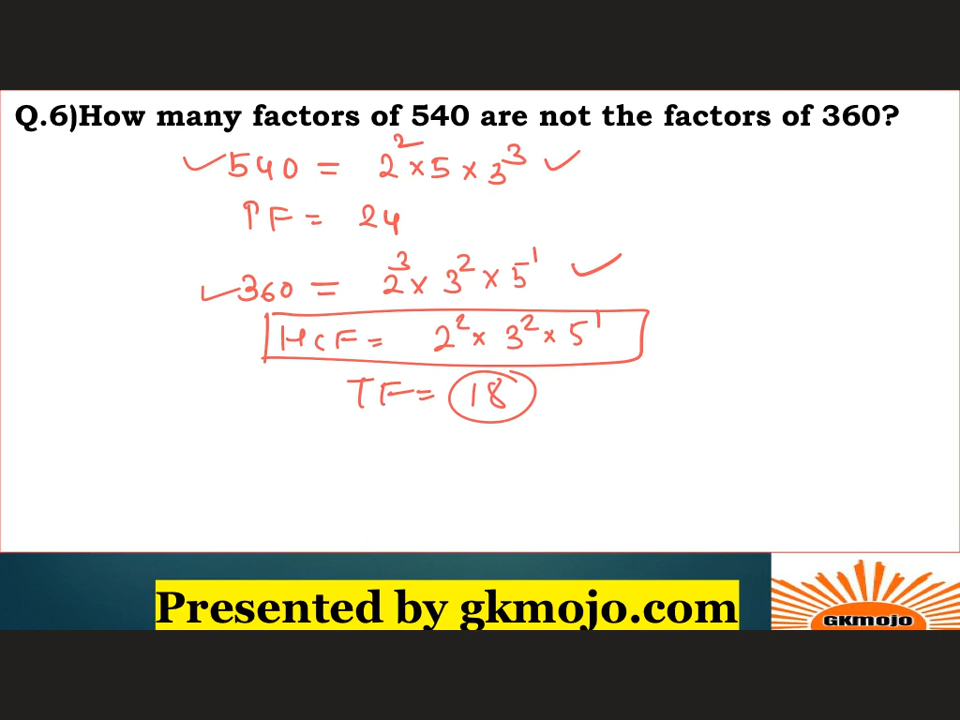 Q.6)How many factors of 540 are not the factors of 360?
540 = 2² × 5 × 3³
TF = 24
360 = 2³ × 3² × 5¹
HCF = 2² × 3² × 5¹
TF = 18
Presented by gkmojo.com
GKmojo